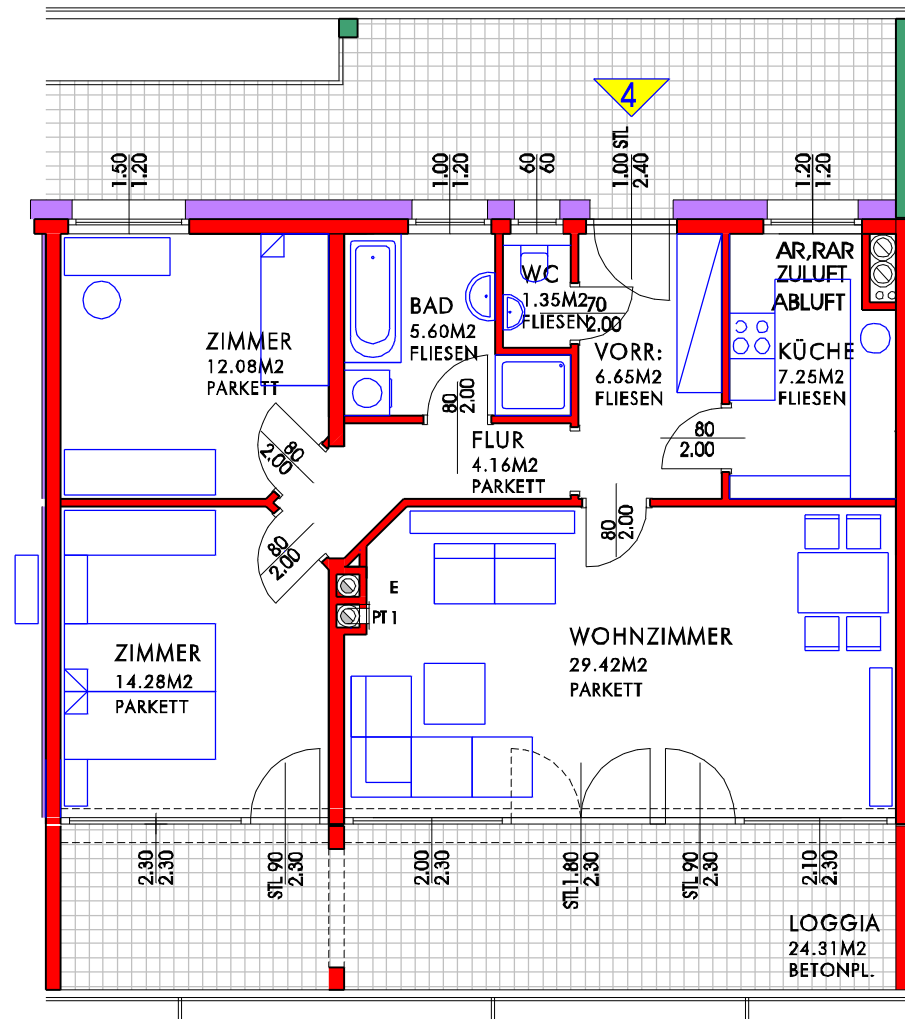 4
1.50
1.20
1.00
1.20
60
60
1.00 STL
2.40
1.20
1.20
AR,RAR
ZULUFT
ABLUFT
WC
1.35M2
FLIESEN
70
2.00
BAD
5.60M2
FLIESEN
ZIMMER
12.08M2
PARKETT
VORR:
6.65M2
FLIESEN
KÜCHE
7.25M2
FLIESEN
80
2.00
80
2.00
FLUR
4.16M2
PARKETT
80
2.00
80
2.00
80
2.00
E
PT1
WOHNZIMMER
29.42M2
PARKETT
ZIMMER
14.28M2
PARKETT
2.30
2.30
STL 90
2.30
2.00
2.30
STL1.80
2.30
STL 90
2.30
2.10
2.30
LOGGIA
24.31M2
BETONPL.